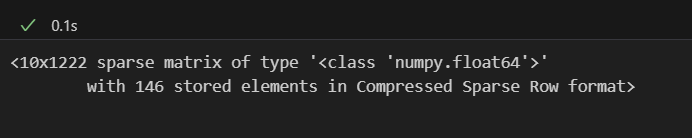 0.1s
<10x1222 sparse matrix of type '<class 'numpy.float64'>'
with 146 stored elements in Compressed Sparse Row format>